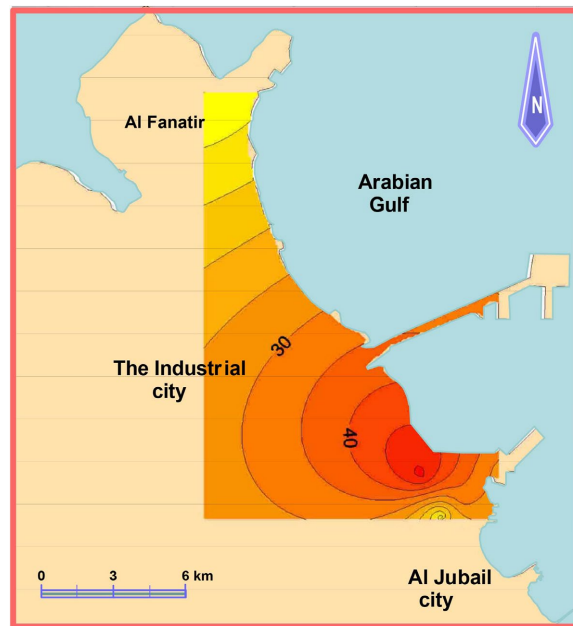 N
Al Fanatir
Arabian
Gulf
30
The Industrial
city
40
0 3 6 km
Al Jubail
city